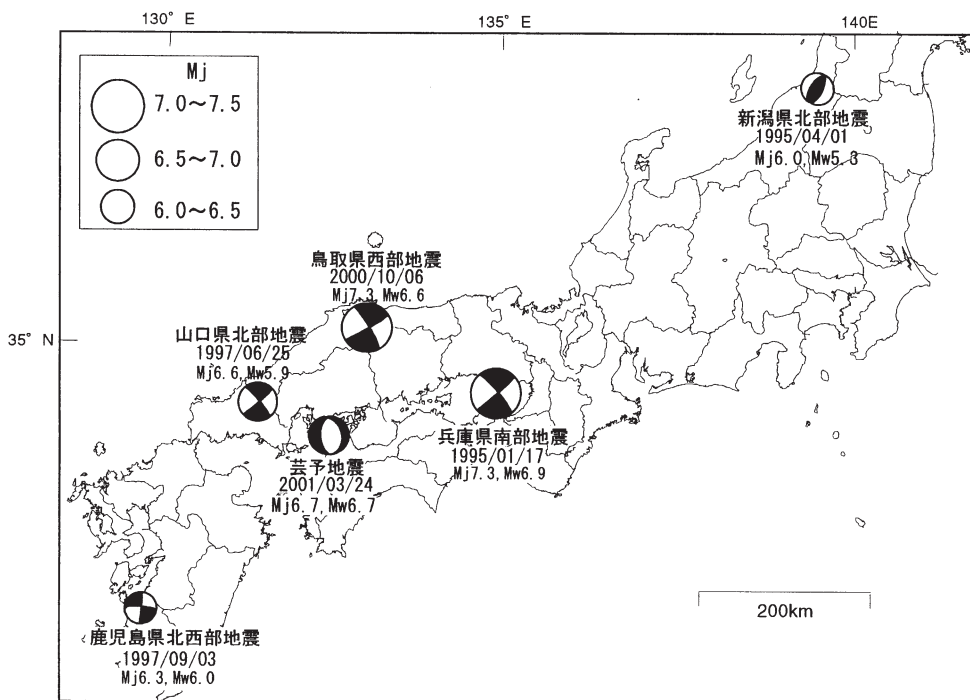 130° E
135° E
140° E
Mj
7.0～7.5
6.5～7.0
6.0～6.5
新潟県北部地震
1995/04/01
Mj6.0,Mw5.3
鳥取県西部地震
2000/10/06
Mj7.3,Mw6.6
35° N
山口県北部地震
1997/06/25
Mj6.6,Mw5.9
兵庫県南部地震
1995/01/17
Mj7.3,Mw6.9
芸予地震
2001/03/24
Mj6.7,Mw6.7
200km
鹿児島県北西部地震
1997/09/03
Mj6.3,Mw6.0